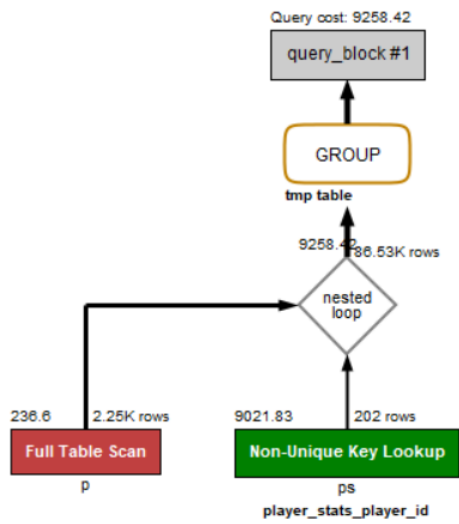 Query cost: 9258.42
query_block #1
GROUP
tmp table
9258.42
86.53K rows
nested
loop
236.6
2.25K rows
9021.83
202 rows
Full Table Scan
Non-Unique Key Lookup
p
ps
player_stats_player_id